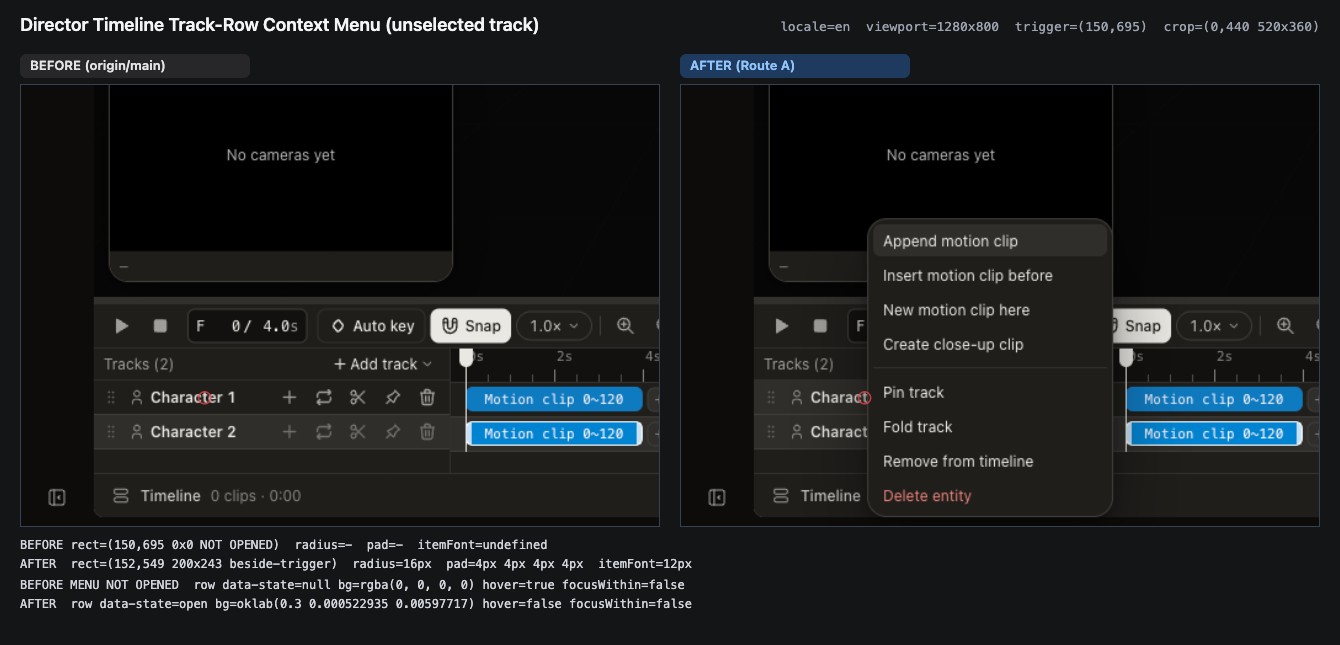 Director Timeline Track-Row Context Menu (unselected track)
locale=en viewport=1280x800 trigger=(150,695) crop=(0,440 520x360)
BEFORE (origin/main)
AFTER (Route A)
No cameras yet
–
F 0/ 4.0s
Auto key
Snap
1.0×
Tracks (2)
+ Add track
2s
4s
Character 1
Motion clip 0~120
Character 2
Motion clip 0~120
Timeline 0 clips · 0:00
No cameras yet
–
Append motion clip
Insert motion clip before
New motion clip here
Create close-up clip
Pin track
Fold track
Remove from timeline
Delete entity
F
Snap
1.0×
Tracks (2)
2s
4s
Charact
Motion clip 0~120
Charact
Motion clip 0~120
Timeline
BEFORE rect=(150,695 0x0 NOT OPENED) radius=– pad=– itemFont=undefined
AFTER rect=(152,549 200x243 beside-trigger) radius=16px pad=4px 4px 4px 4px itemFont=12px
BEFORE MENU NOT OPENED row data-state=null bg=rgba(0, 0, 0, 0) hover=true focusWithin=false
AFTER row data-state=open bg=oklab(0.3 0.000522935 0.00597717) hover=false focusWithin=false